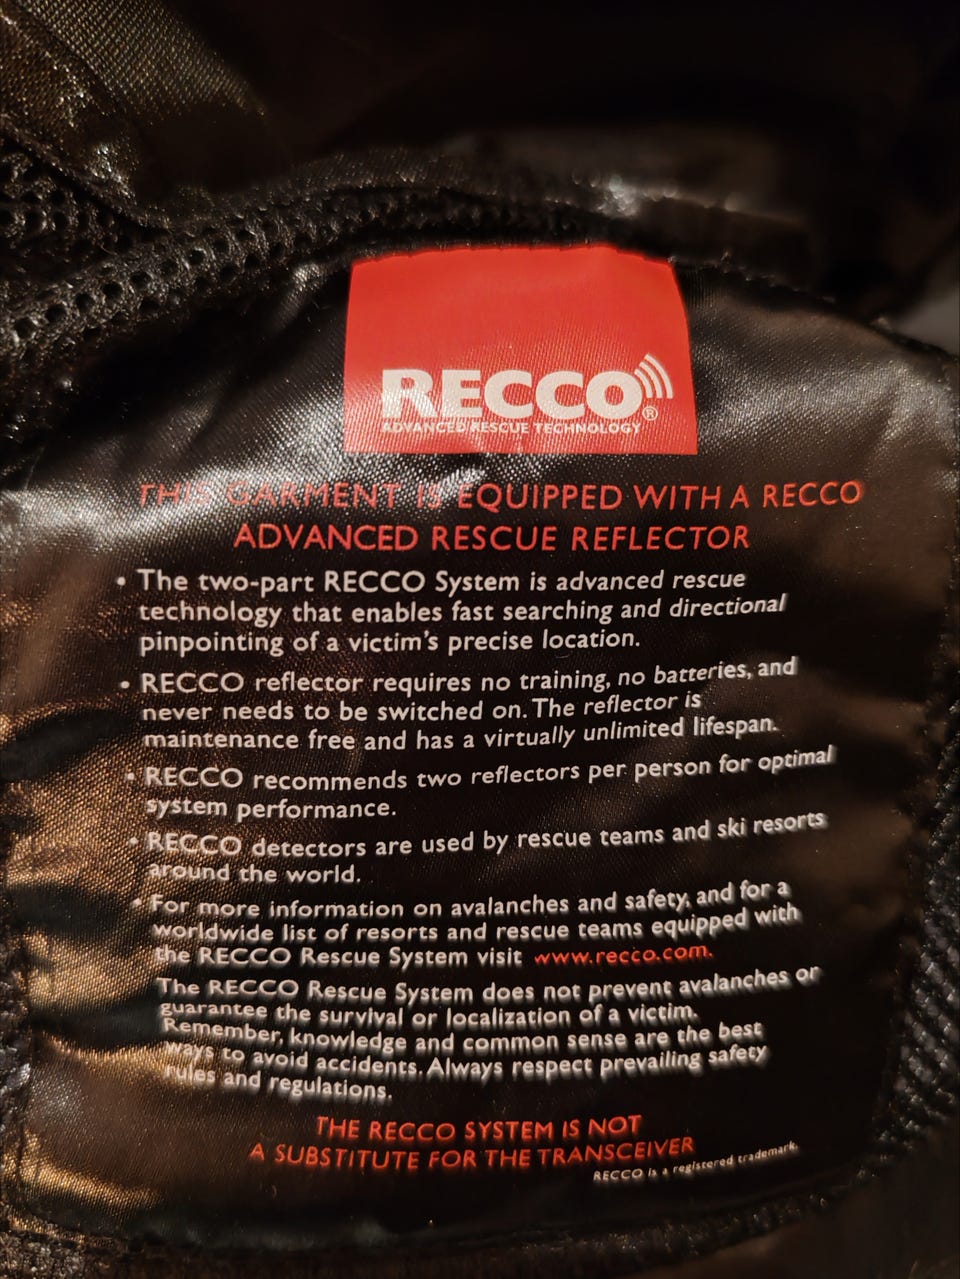 RECCO®
ADVANCED RESCUE TECHNOLOGY
THIS GARMENT IS EQUIPPED WITH A RECCO
ADVANCED RESCUE REFLECTOR
• The two-part RECCO System is advanced rescue
technology that enables fast searching and directional
pinpointing of a victim's precise location.
• RECCO reflector requires no training, no batteries, and
never needs to be switched on. The reflector is
maintenance free and has a virtually unlimited lifespan.
• RECCO recommends two reflectors per person for optimal
system performance.
• RECCO detectors are used by rescue teams and ski resorts
around the world.
• For more information on avalanches and safety, and for a
worldwide list of resorts and rescue teams equipped with
the RECCO Rescue System visit www.recco.com.
The RECCO Rescue System does not prevent avalanches or
guarantee the survival or localization of a victim.
Remember, knowledge and common sense are the best
ways to avoid accidents. Always respect prevailing safety
rules and regulations.
THE RECCO SYSTEM IS NOT
A SUBSTITUTE FOR THE TRANSCEIVER
RECCO is a registered trademark.